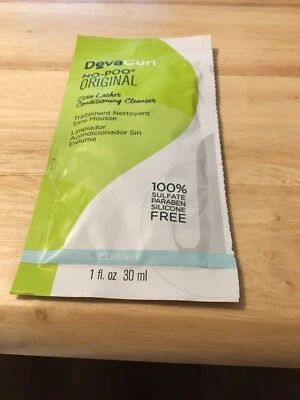 DevaCurl
NO-POO®
ORIGINAL
Zero Lather
Conditioning Cleanser
Traitement Nettoyant
Sans Mousse
Limpiador
Acondicionador Sin
Espuma
100%
SULFATE
PARABEN
SILICONE
FREE
CLEANSE
1 fl. oz 30 ml